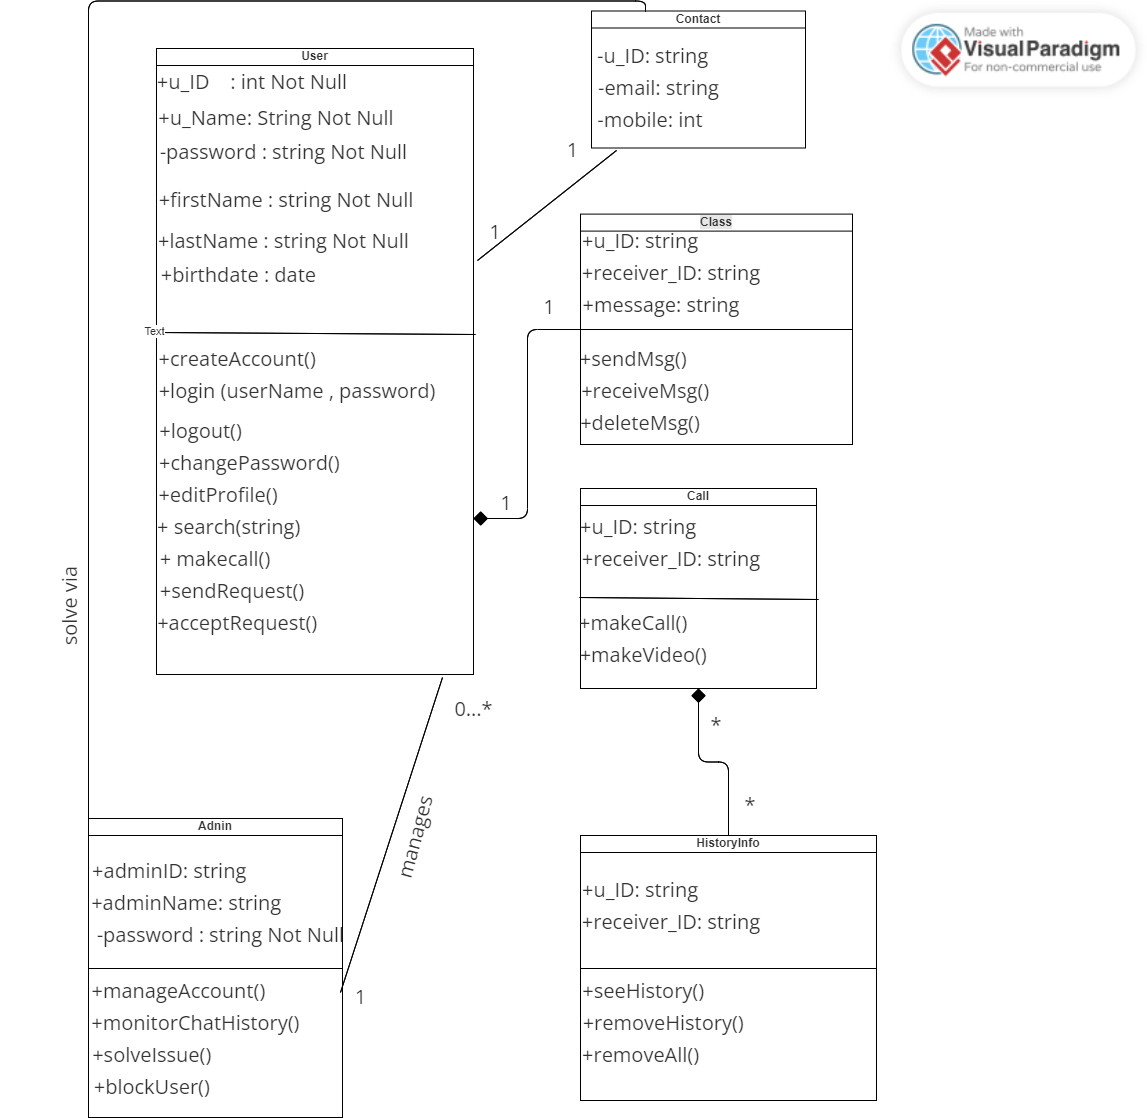 Made with
Visual Paradigm
For non-commercial use
Contact
-u_ID: string
-email: string
-mobile: int
User
+u_ID : int Not Null
+u_Name: String Not Null
-password : string Not Null
+firstName : string Not Null
+lastName : string Not Null
+birthdate : date
Text
+createAccount()
+login (userName , password)
+logout()
+changePassword()
+editProfile()
+ search(string)
+ makecall()
+sendRequest()
+acceptRequest()
1
1
Class
+u_ID: string
+receiver_ID: string
+message: string
+sendMsg()
+receiveMsg()
+deleteMsg()
1
1
Call
+u_ID: string
+receiver_ID: string
+makeCall()
+makeVideo()
*
*
solve via
0...*
manages
1
Adnin
+adminID: string
+adminName: string
-password : string Not Null
+manageAccount()
+monitorChatHistory()
+solveIssue()
+blockUser()
HistoryInfo
+u_ID: string
+receiver_ID: string
+seeHistory()
+removeHistory()
+removeAll()